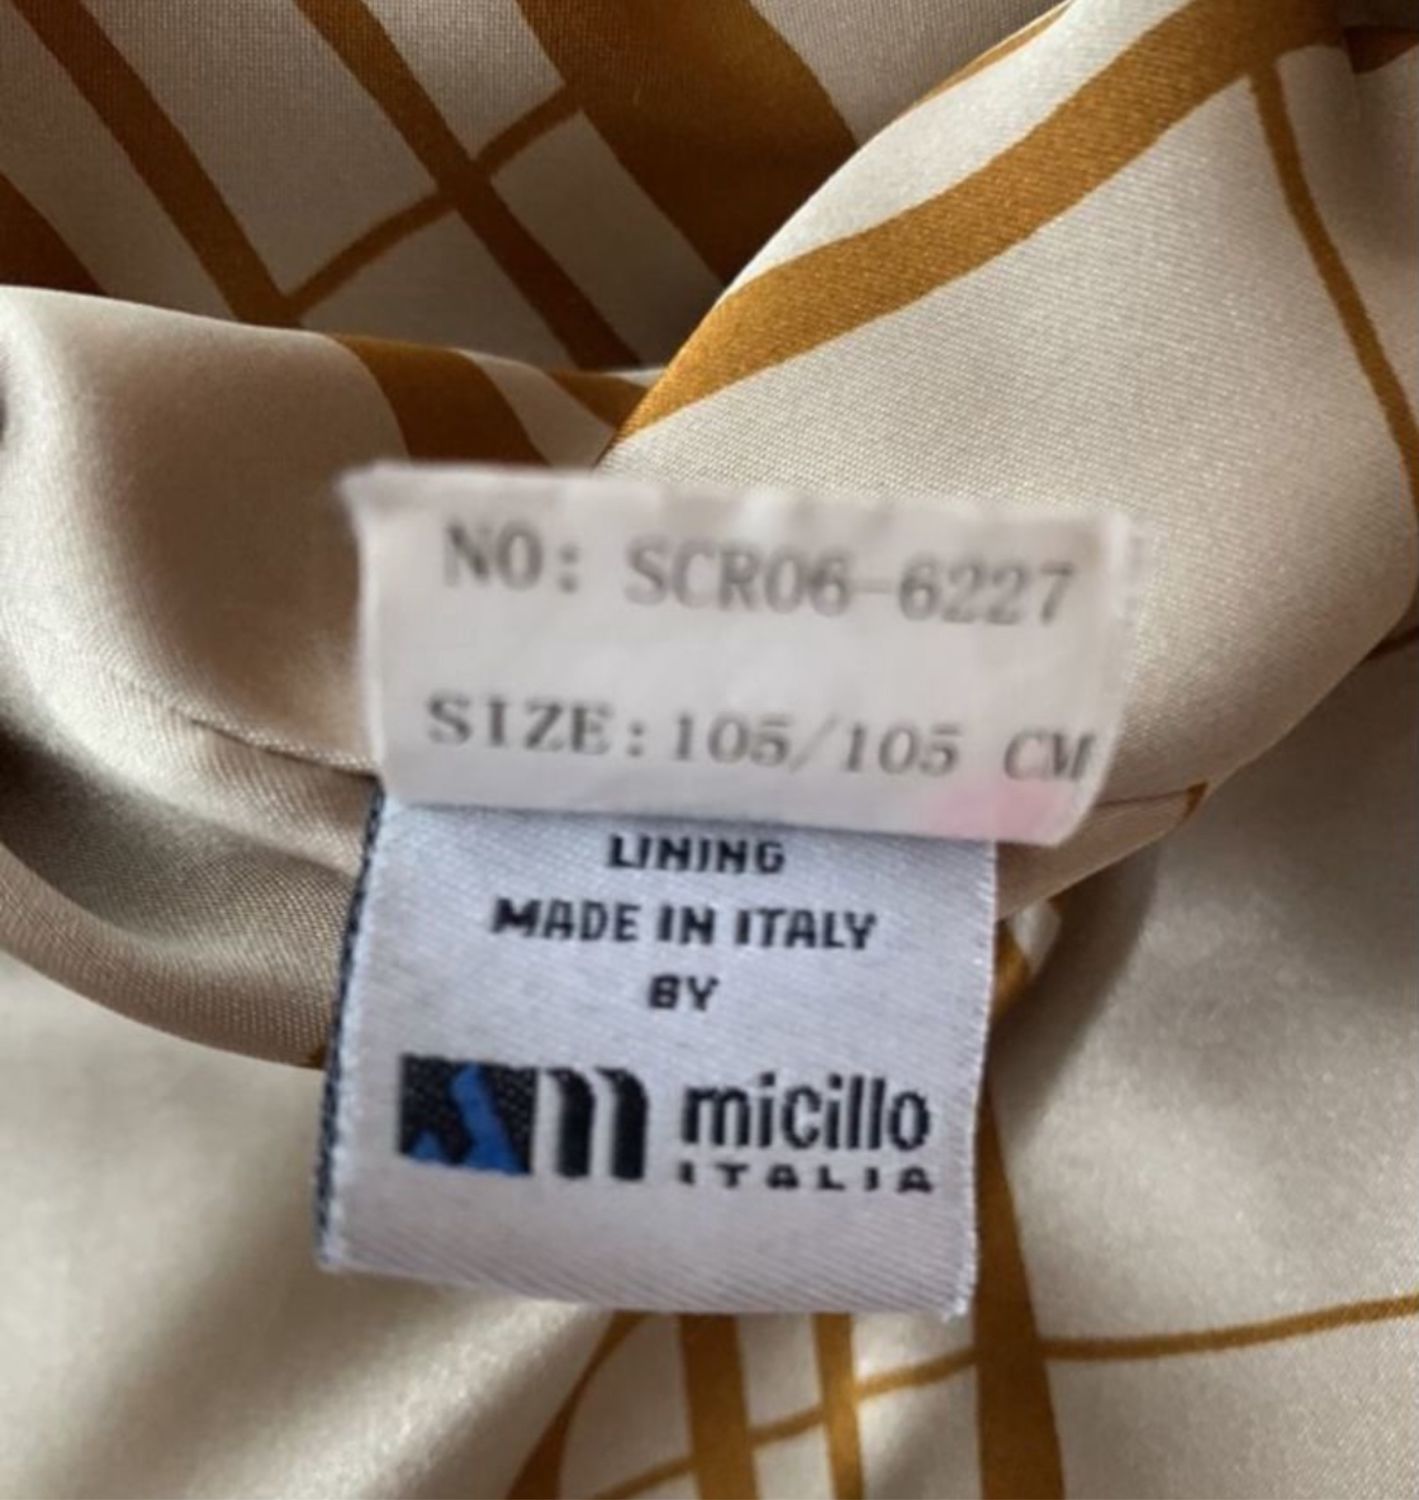 NO: SCR06-6227
SIZE:105/105 CM
LINING
MADE IN ITALY
BY
micillo
ITALIA